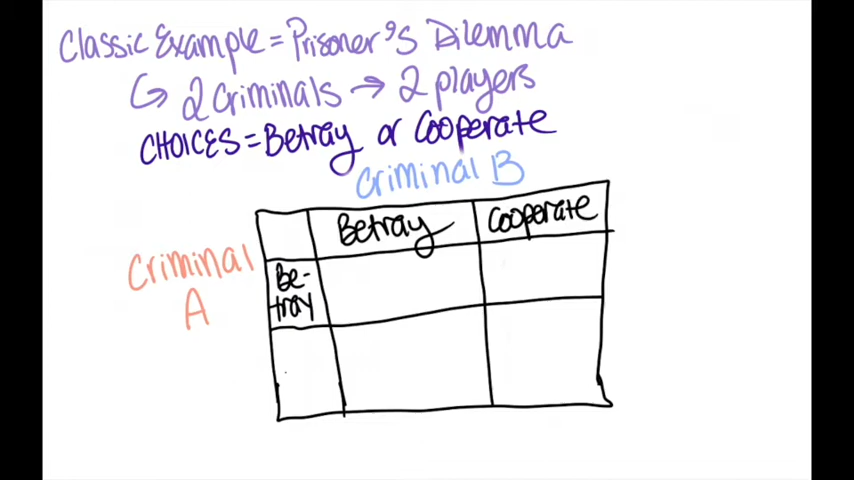 Classic Example = Prisoner's Dilemma
↪ 2 Criminals → 2 players
CHOICES = Betray or Cooperate
Criminal B
Betray Cooperate
Criminal
A
Be-
tray